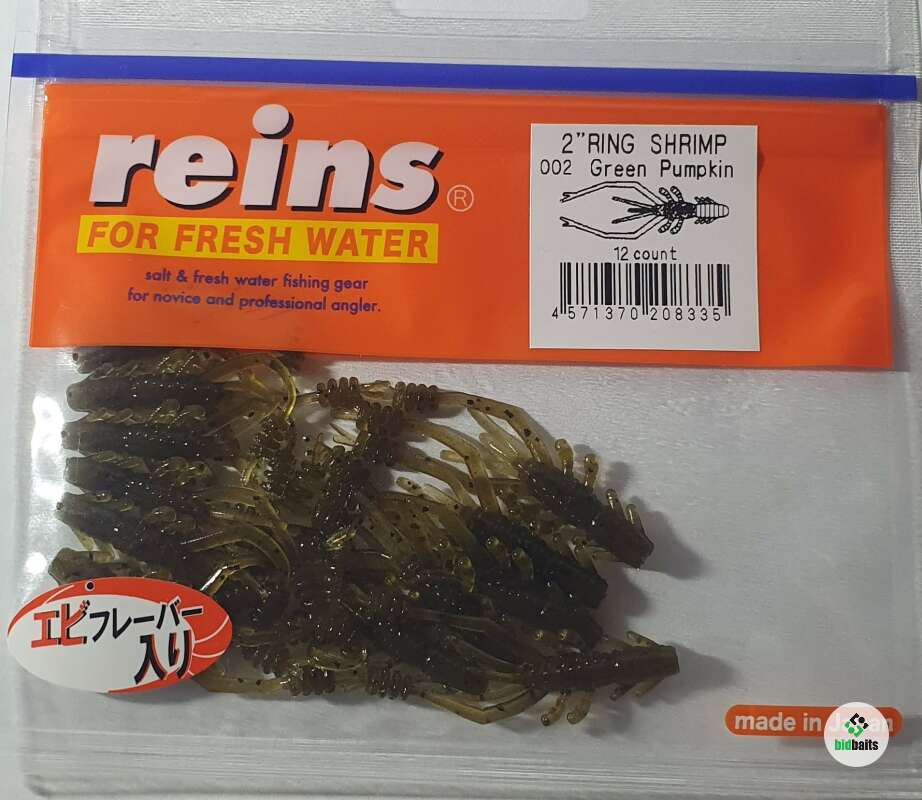 reins®
FOR FRESH WATER
salt & fresh water fishing gear
for novice and professional angler.
2"RING SHRIMP
002 Green Pumpkin
12 count
4 571370 208335
エビフレーバー
入り
made in
bidbaits